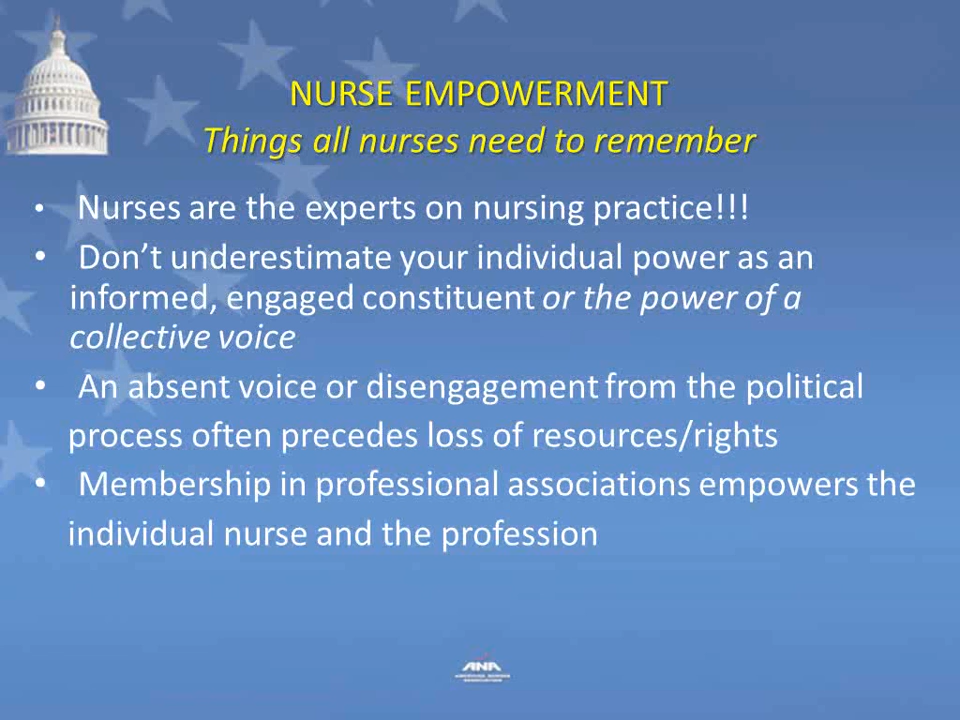 NURSE EMPOWERMENT
Things all nurses need to remember
• Nurses are the experts on nursing practice!!!
• Don’t underestimate your individual power as an
informed, engaged constituent or the power of a
collective voice
• An absent voice or disengagement from the political
process often precedes loss of resources/rights
• Membership in professional associations empowers the
individual nurse and the profession
ANA
AMERICAN NURSES
ASSOCIATION